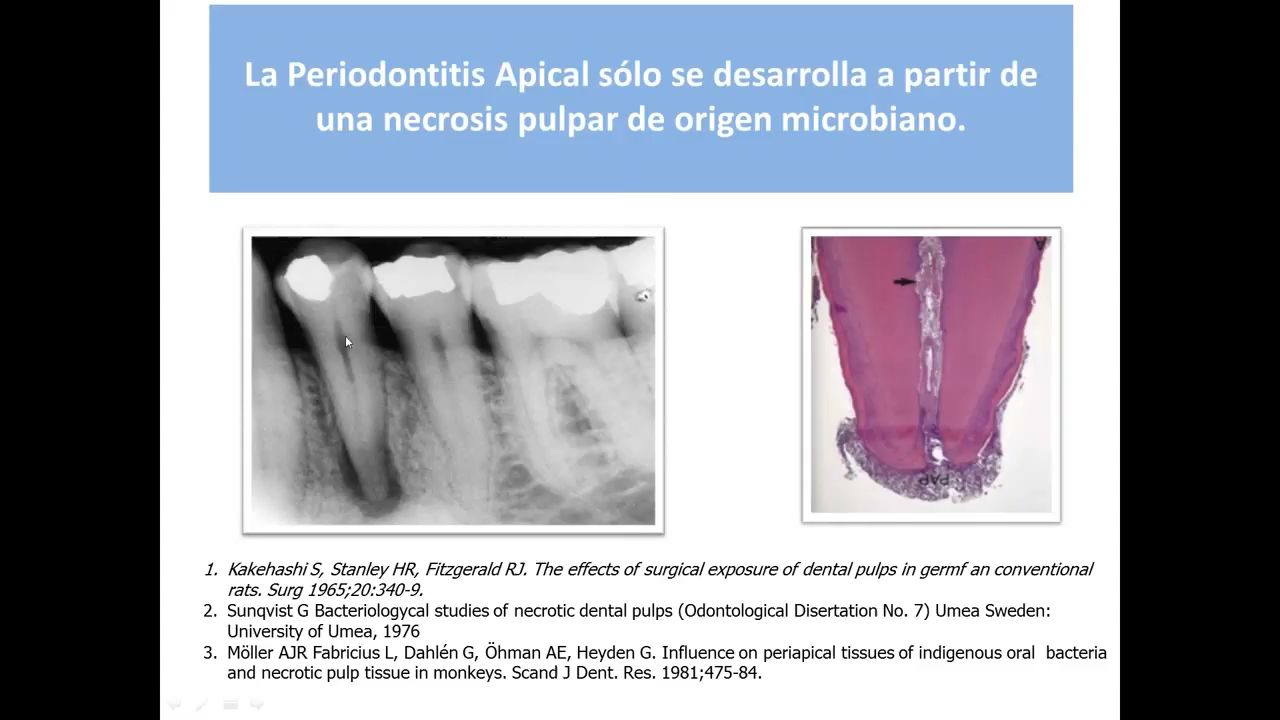 La Periodontitis Apical sólo se desarrolla a partir de
una necrosis pulpar de origen microbiano.
1. Kakehashi S, Stanley HR, Fitzgerald RJ. The effects of surgical exposure of dental pulps in germf an conventional
rats. Surg 1965;20:340-9.
2. Sunqvist G Bacteriologycal studies of necrotic dental pulps (Odontological Disertation No. 7) Umea Sweden:
University of Umea, 1976
3. Möller AJR Fabricius L, Dahlén G, Öhman AE, Heyden G. Influence on periapical tissues of indigenous oral bacteria
and necrotic pulp tissue in monkeys. Scand J Dent. Res. 1981;475-84.